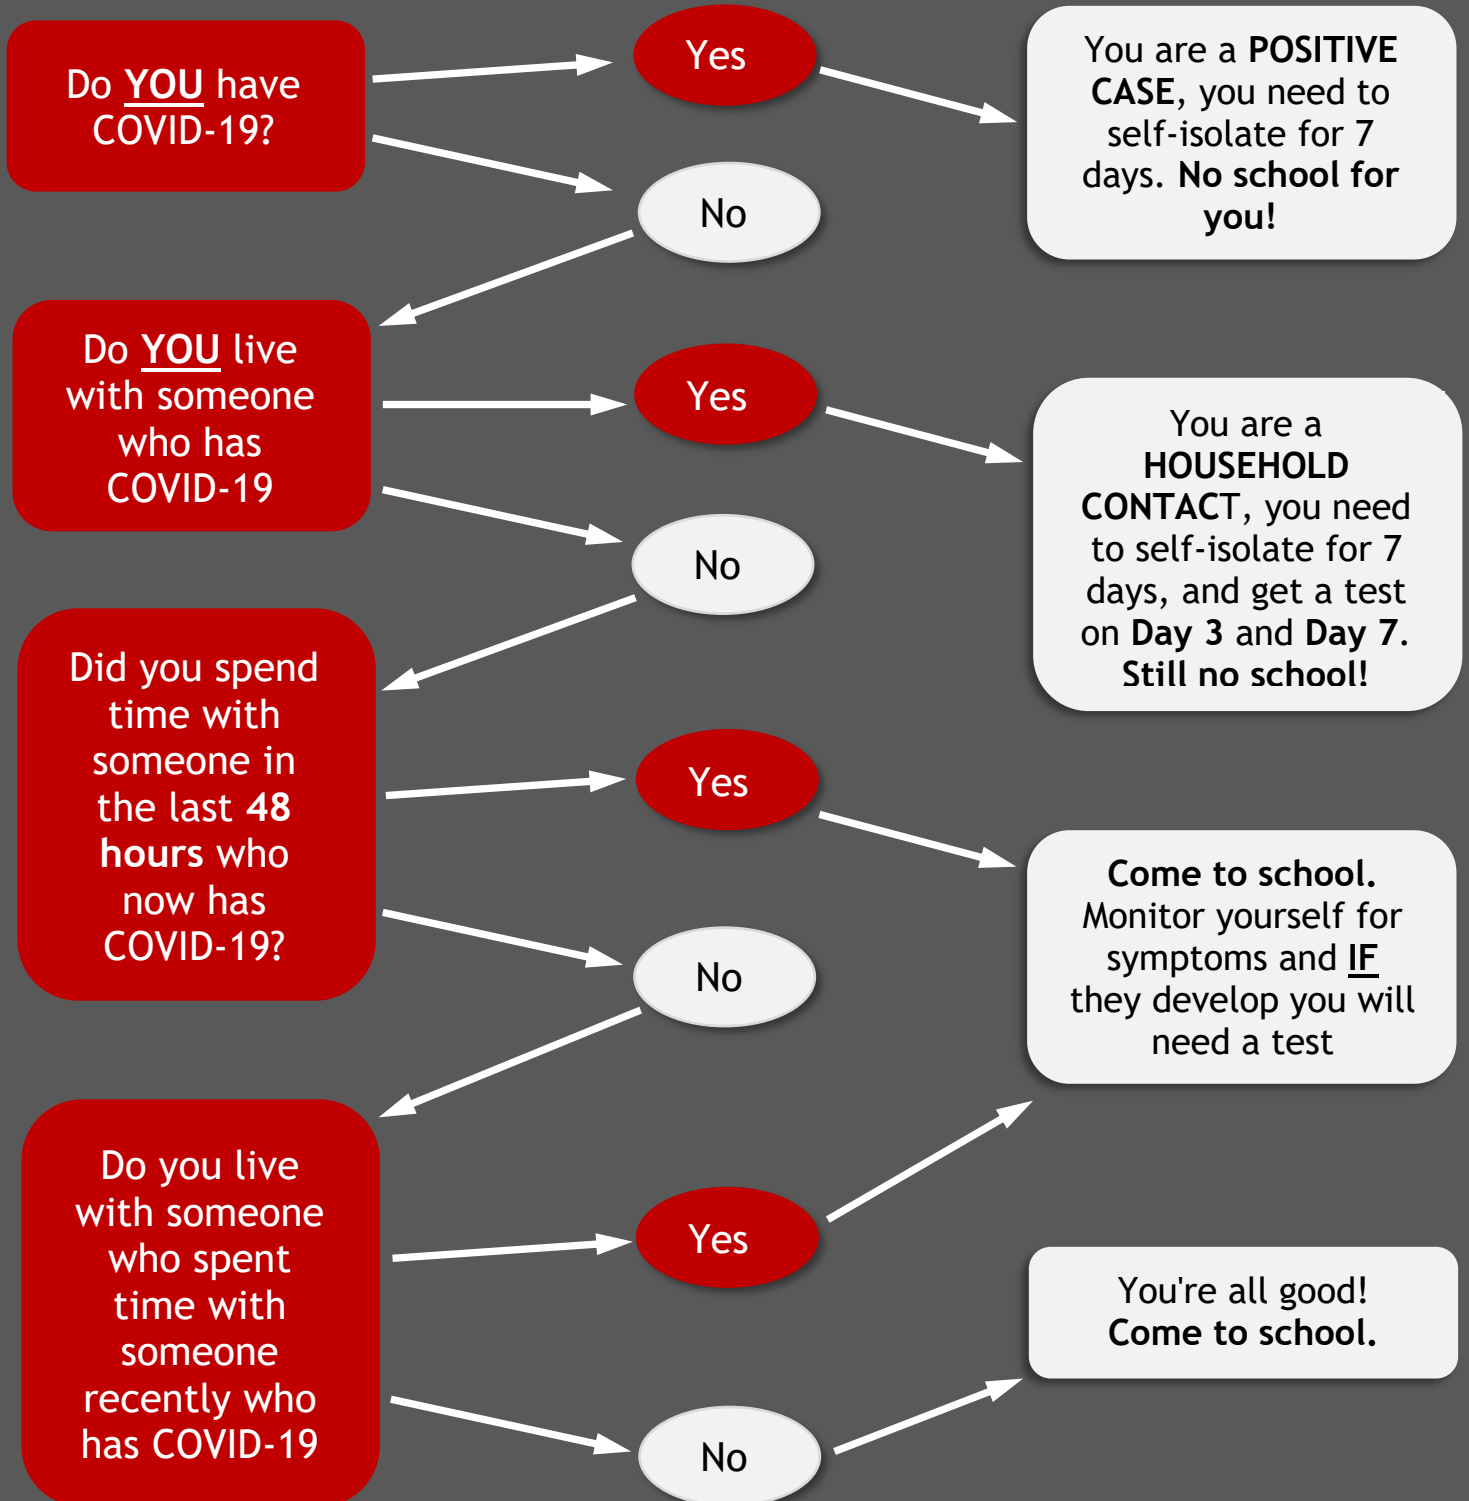 Do YOU have
COVID-19?
Yes
You are a POSITIVE
CASE, you need to
self-isolate for 7
days. No school for
you!
No
Do YOU live
with someone
who has
COVID-19
Yes
You are a
HOUSEHOLD
CONTACT, you need
to self-isolate for 7
days, and get a test
on Day 3 and Day 7.
Still no school!
No
Did you spend
time with
someone in
the last 48
hours who
now has
COVID-19?
Yes
Come to school.
Monitor yourself for
symptoms and IF
they develop you will
need a test
No
Do you live
with someone
who spent
time with
someone
recently who
has COVID-19
Yes
You're all good!
Come to school.
No